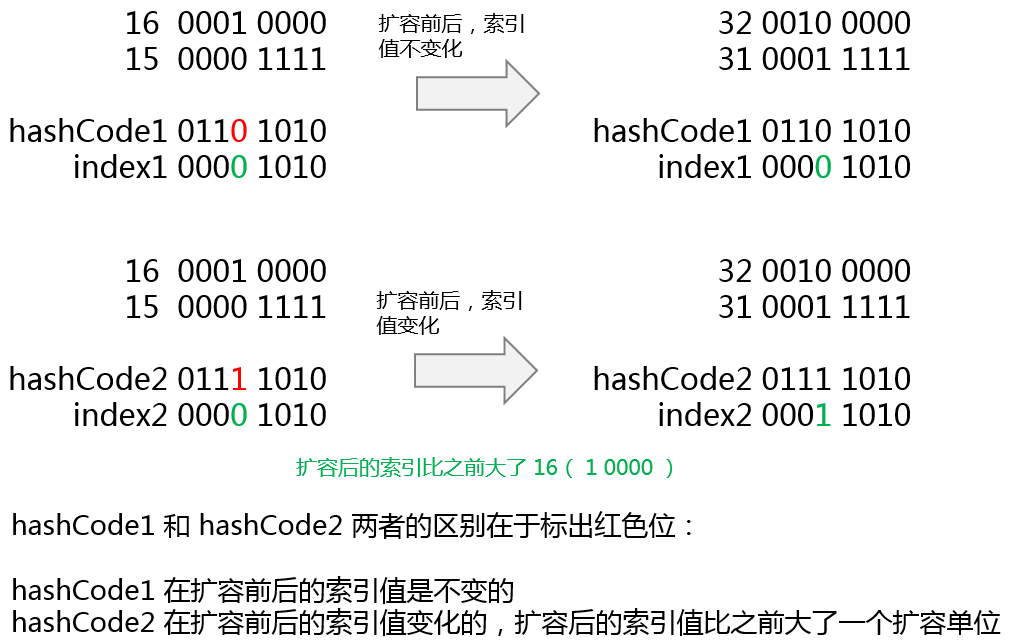 16 0001 0000
15 0000 1111
hashCode1 0110 1010
index1 0000 1010
扩容前后，索引
值不变化
32 0010 0000
31 0001 1111
hashCode1 0110 1010
index1 0000 1010
16 0001 0000
15 0000 1111
hashCode2 0111 1010
index2 0000 1010
扩容前后，索引
值变化
32 0010 0000
31 0001 1111
hashCode2 0111 1010
index2 0001 1010
扩容后的索引比之前大了 16（ 1 0000 ）
hashCode1 和 hashCode2 两者的区别在于标出红色位：
hashCode1 在扩容前后的索引值是不变的
hashCode2 在扩容前后的索引值变化的，扩容后的索引值比之前大了一个扩容单位